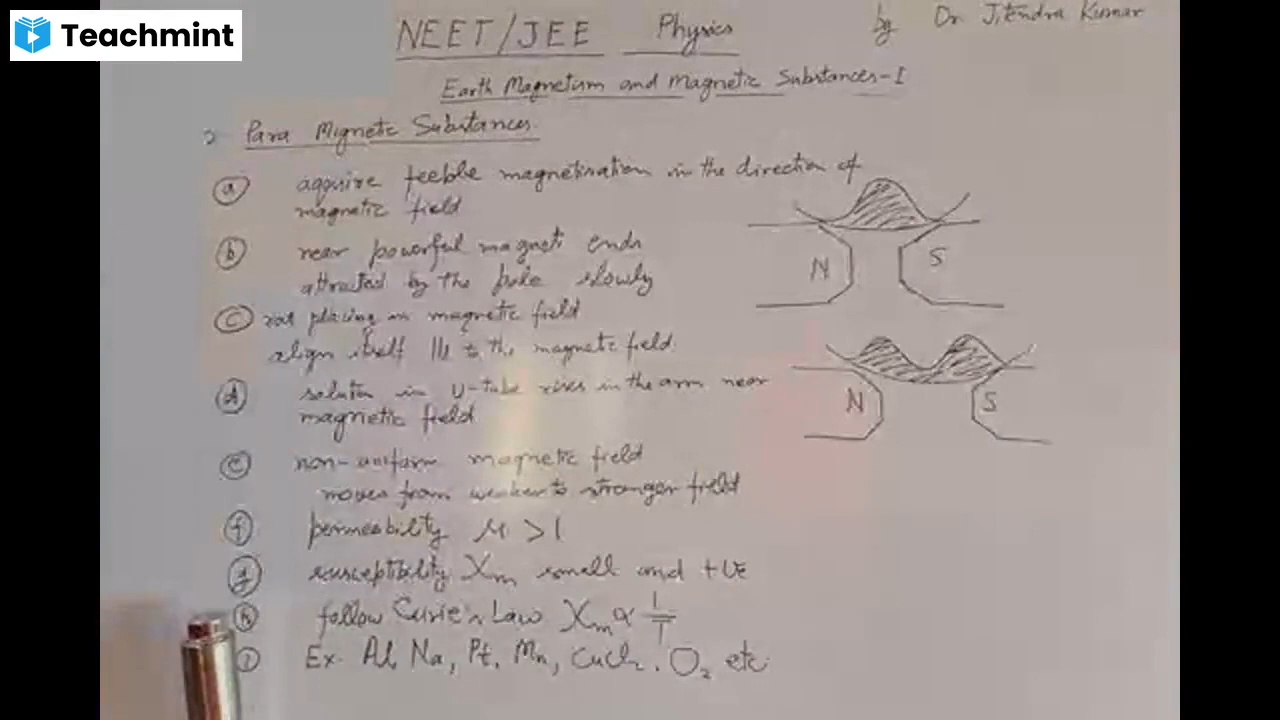 Teachmint
NEET/JEE Physics by Dr Jitendra Kumar
Earth Magnetism and Magnetic Substances-I
2 Para Mignetic Substances
(a) aqquire feeble magnetisation in the direction of
magnetic field
(b) near powerful magnet ends
attracted by the pole slowly
(c) rod placing in magnetic field
align itself || to the magnetic field
(d) solution in U-tube rises in the arm near
magnetic field
(e) non-uniform magnetic field
moves from weaker to stronger field
(f) permeability μ > 1
(g) susceptibility Xm small and +ve
(h) follow Curie's Law Xm ∝ 1/T
(i) Ex. Al, Na, Pt, Mn, CuCl2, O2 etc
N S
N S